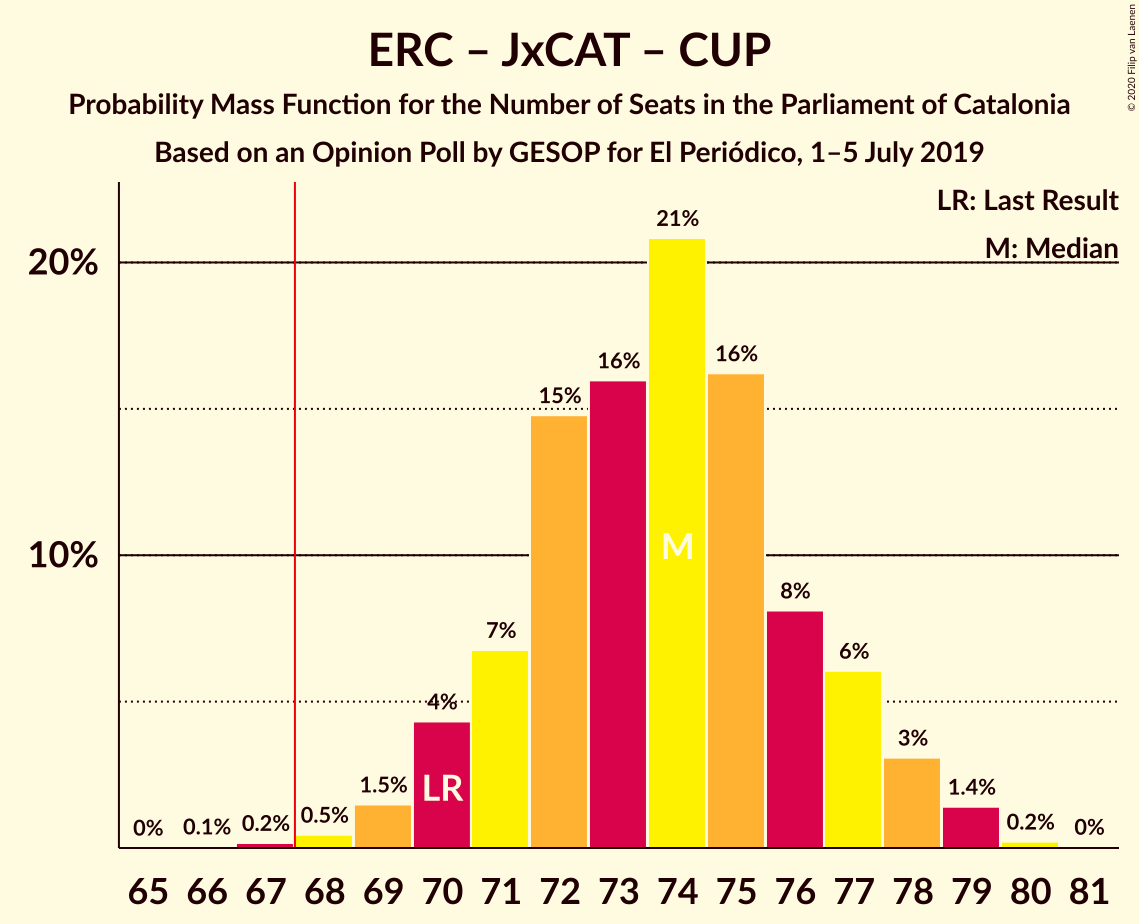 ERC – JxCAT – CUP
Probability Mass Function for the Number of Seats in the Parliament of Catalonia
Based on an Opinion Poll by GESOP for El Periódico, 1–5 July 2019
© 2020 Filip van Laenen
LR: Last Result
M: Median
20%
10%
0%
0.1%
0.2%
0.5%
1.5%
4%
7%
15%
16%
21%
16%
8%
6%
3%
1.4%
0.2%
0%
LR
M
65 66 67 68 69 70 71 72 73 74 75 76 77 78 79 80 81